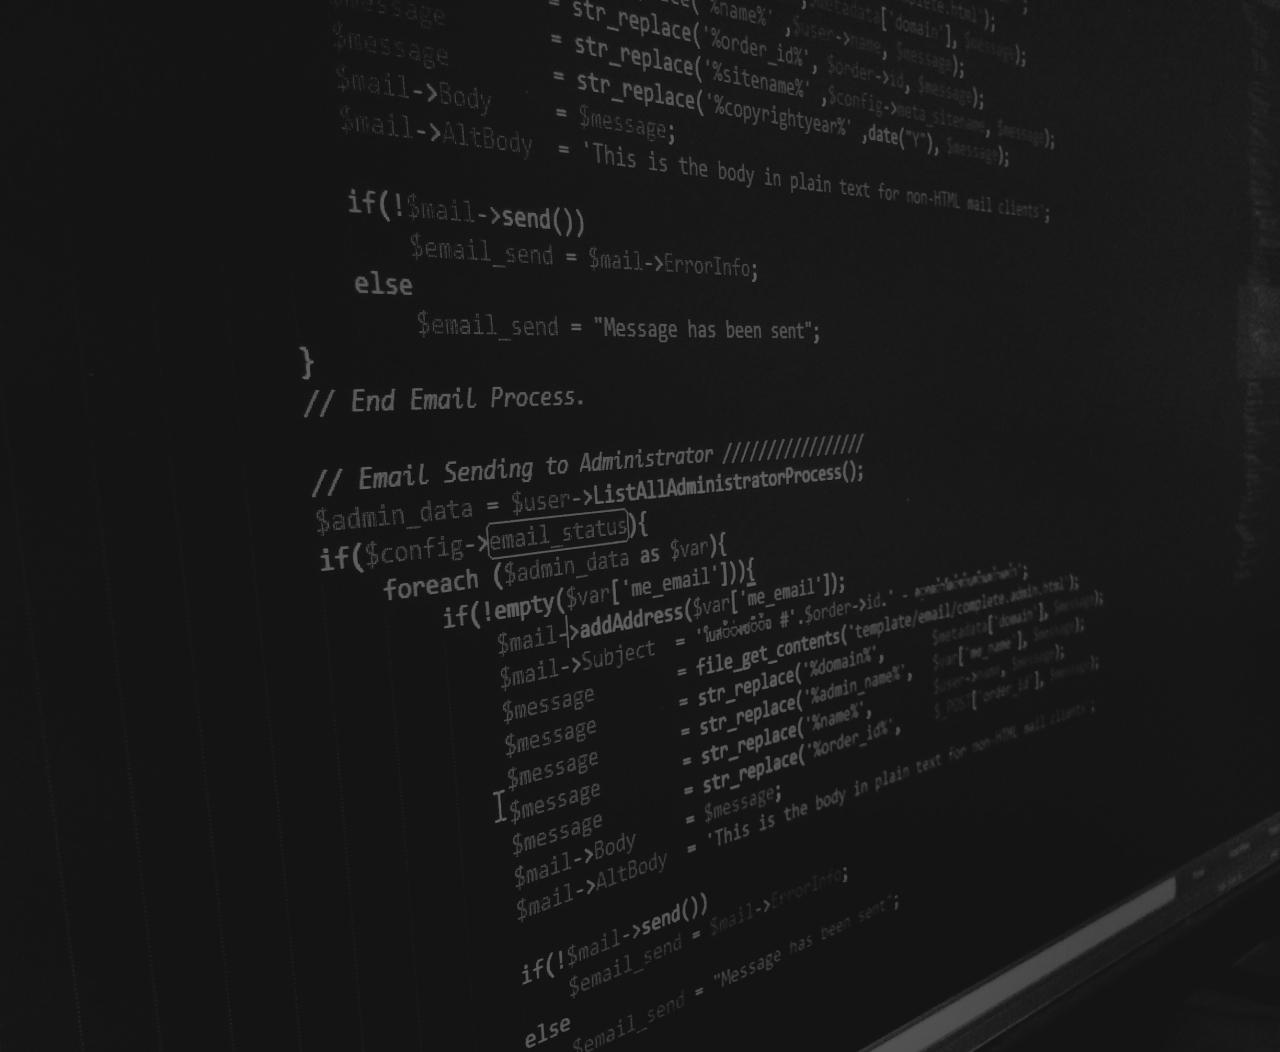 = str_replace('%name%' ,$user->name, $message);
$message = str_replace('%order_id%', $order->id, $message);
$message = str_replace('%sitename%' ,$config->meta_sitename, $message);
= str_replace('%copyrightyear%' ,date("Y"), $message);
$mail->Body = $message;
$mail->AltBody = 'This is the body in plain text for non-HTML mail clients';
if(!$mail->send())
$email_send = $mail->ErrorInfo;
else
$email_send = "Message has been sent";
}
// End Email Process.
// Email Sending to Administrator /////////////////
$admin_data = $user->ListAllAdministratorProcess();
if($config->email_status){
foreach ($admin_data as $var){
if(!empty($var['me_email'])){
$mail->addAddress($var['me_email']);
$mail->Subject = ' #'.$order->id.' -
$message = file_get_contents('template/email/complete.admin.html');
$message = str_replace('%domain%', $metadata['domain'], $message);
$message = str_replace('%admin_name%', $var['me_name'], $message);
$message = str_replace('%name%', $user->name, $message);
$message = str_replace('%order_id%', $_POST['order_id'], $message);
$mail->Body = $message;
$mail->AltBody = 'This is the body in plain text for non-HTML mail clients';
if(!$mail->send())
$email_send = $mail->ErrorInfo;
else
$email_send = "Message has been sent";